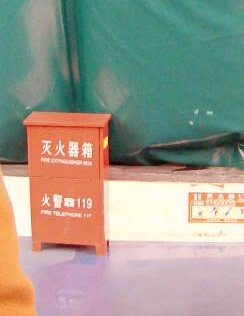 灭火器箱
FIRE EXTINGUISHER BOX
火警☎119
FIRE TELEPHONE 119